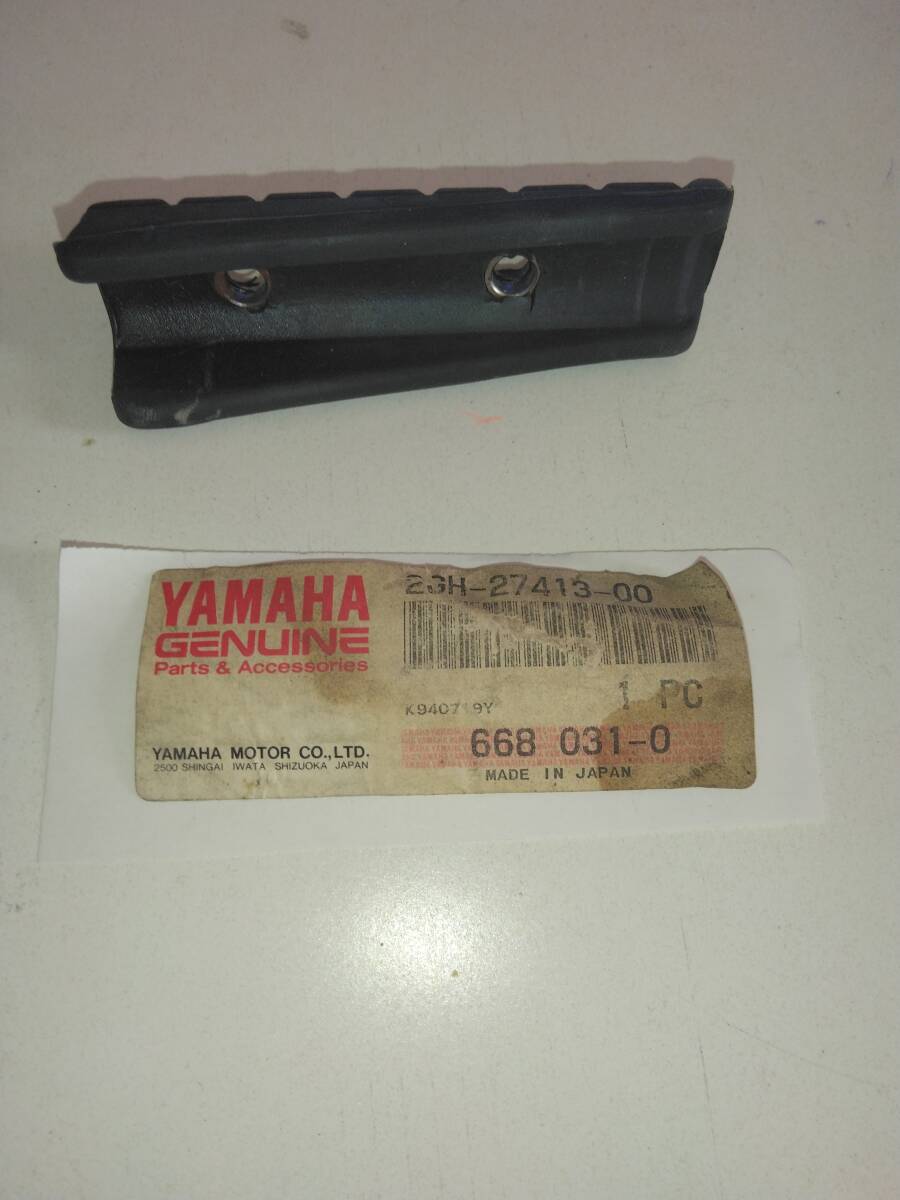 YAMAHA
GENUINE
Parts & Accessories
YAMAHA MOTOR CO.,LTD.
2500 SHINGAI IWATA SHIZUOKA JAPAN
2GH-27413-00
1 PC
K940719Y
668 031-0
MADE IN JAPAN